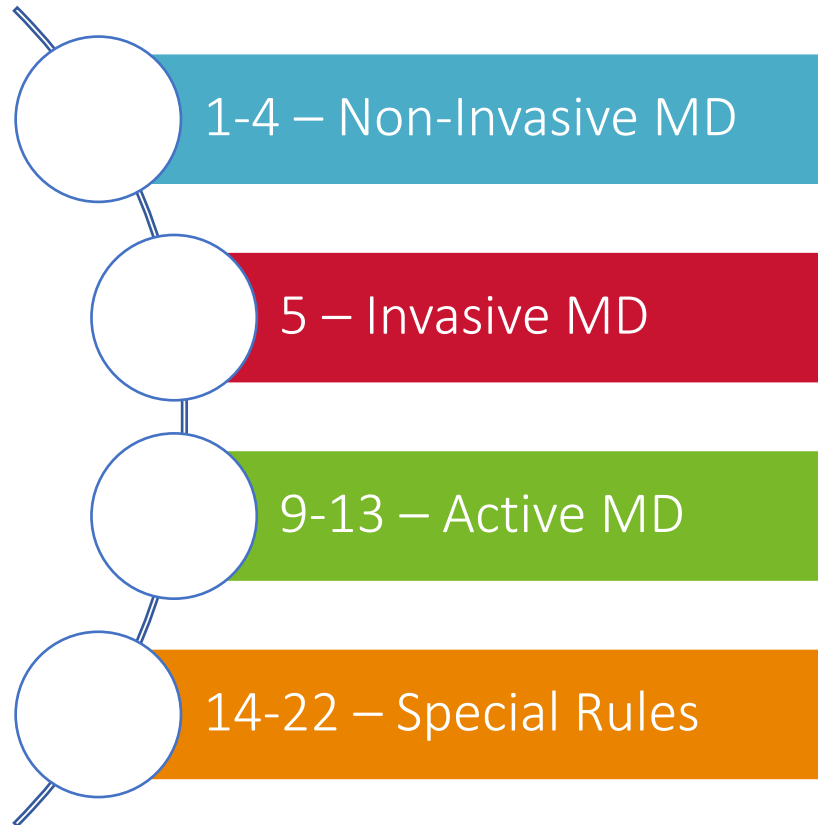 1-4 – Non-Invasive MD
5 – Invasive MD
9-13 – Active MD
14-22 – Special Rules